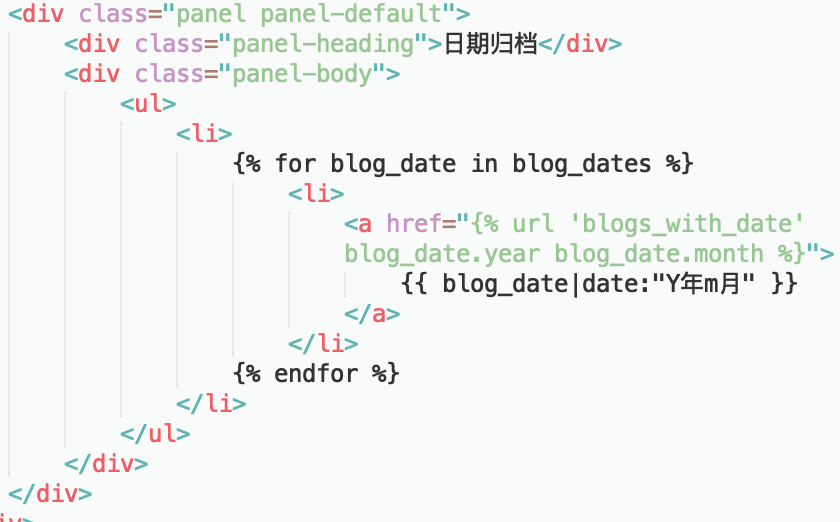 <div class="panel panel-default">
<div class="panel-heading">日期归档</div>
<div class="panel-body">
<ul>
<li>
{% for blog_date in blog_dates %}
<li>
<a href="{% url 'blogs_with_date'
blog_date.year blog_date.month %}">
{{ blog_date|date:"Y年m月" }}
</a>
</li>
{% endfor %}
</li>
</ul>
</div>
</div>